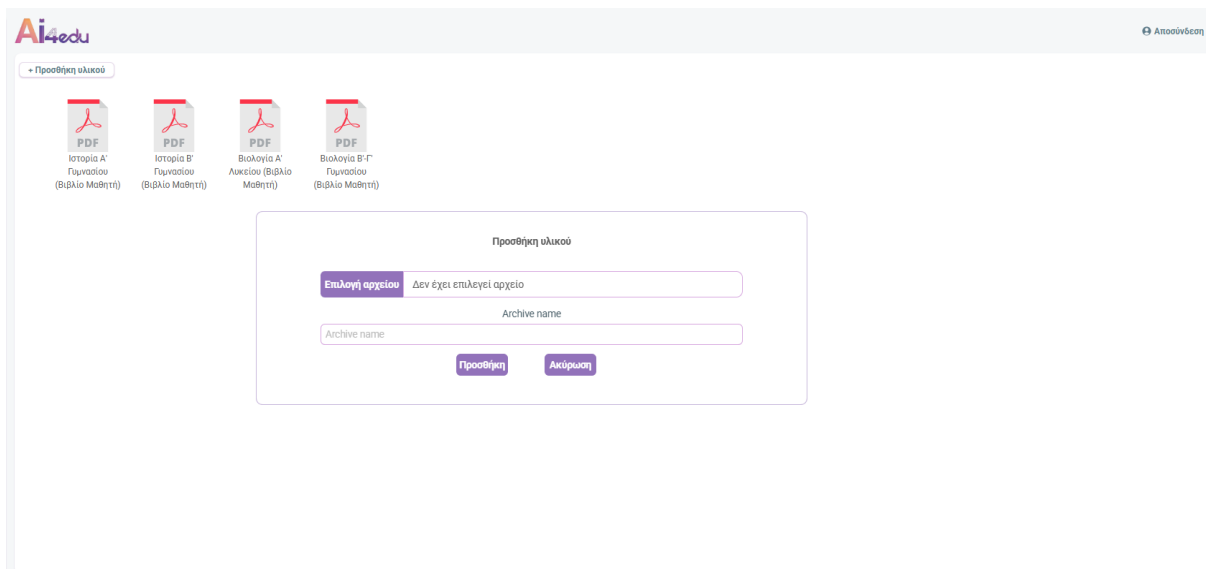 Ai4edu
Αποσύνδεση
+ Προσθήκη υλικού
PDF PDF PDF PDF
Ιστορία Α'
Γυμνασίου
(Βιβλίο Μαθητή)
Ιστορία Β'
Γυμνασίου
(Βιβλίο Μαθητή)
Βιολογία Α'
Λυκείου (Βιβλίο
Μαθητή)
Βιολογία Β'-Γ'
Γυμνασίου
(Βιβλίο Μαθητή)
Προσθήκη υλικού
Επιλογή αρχείου Δεν έχει επιλεγεί αρχείο
Archive name
Archive name
Προσθήκη Ακύρωση